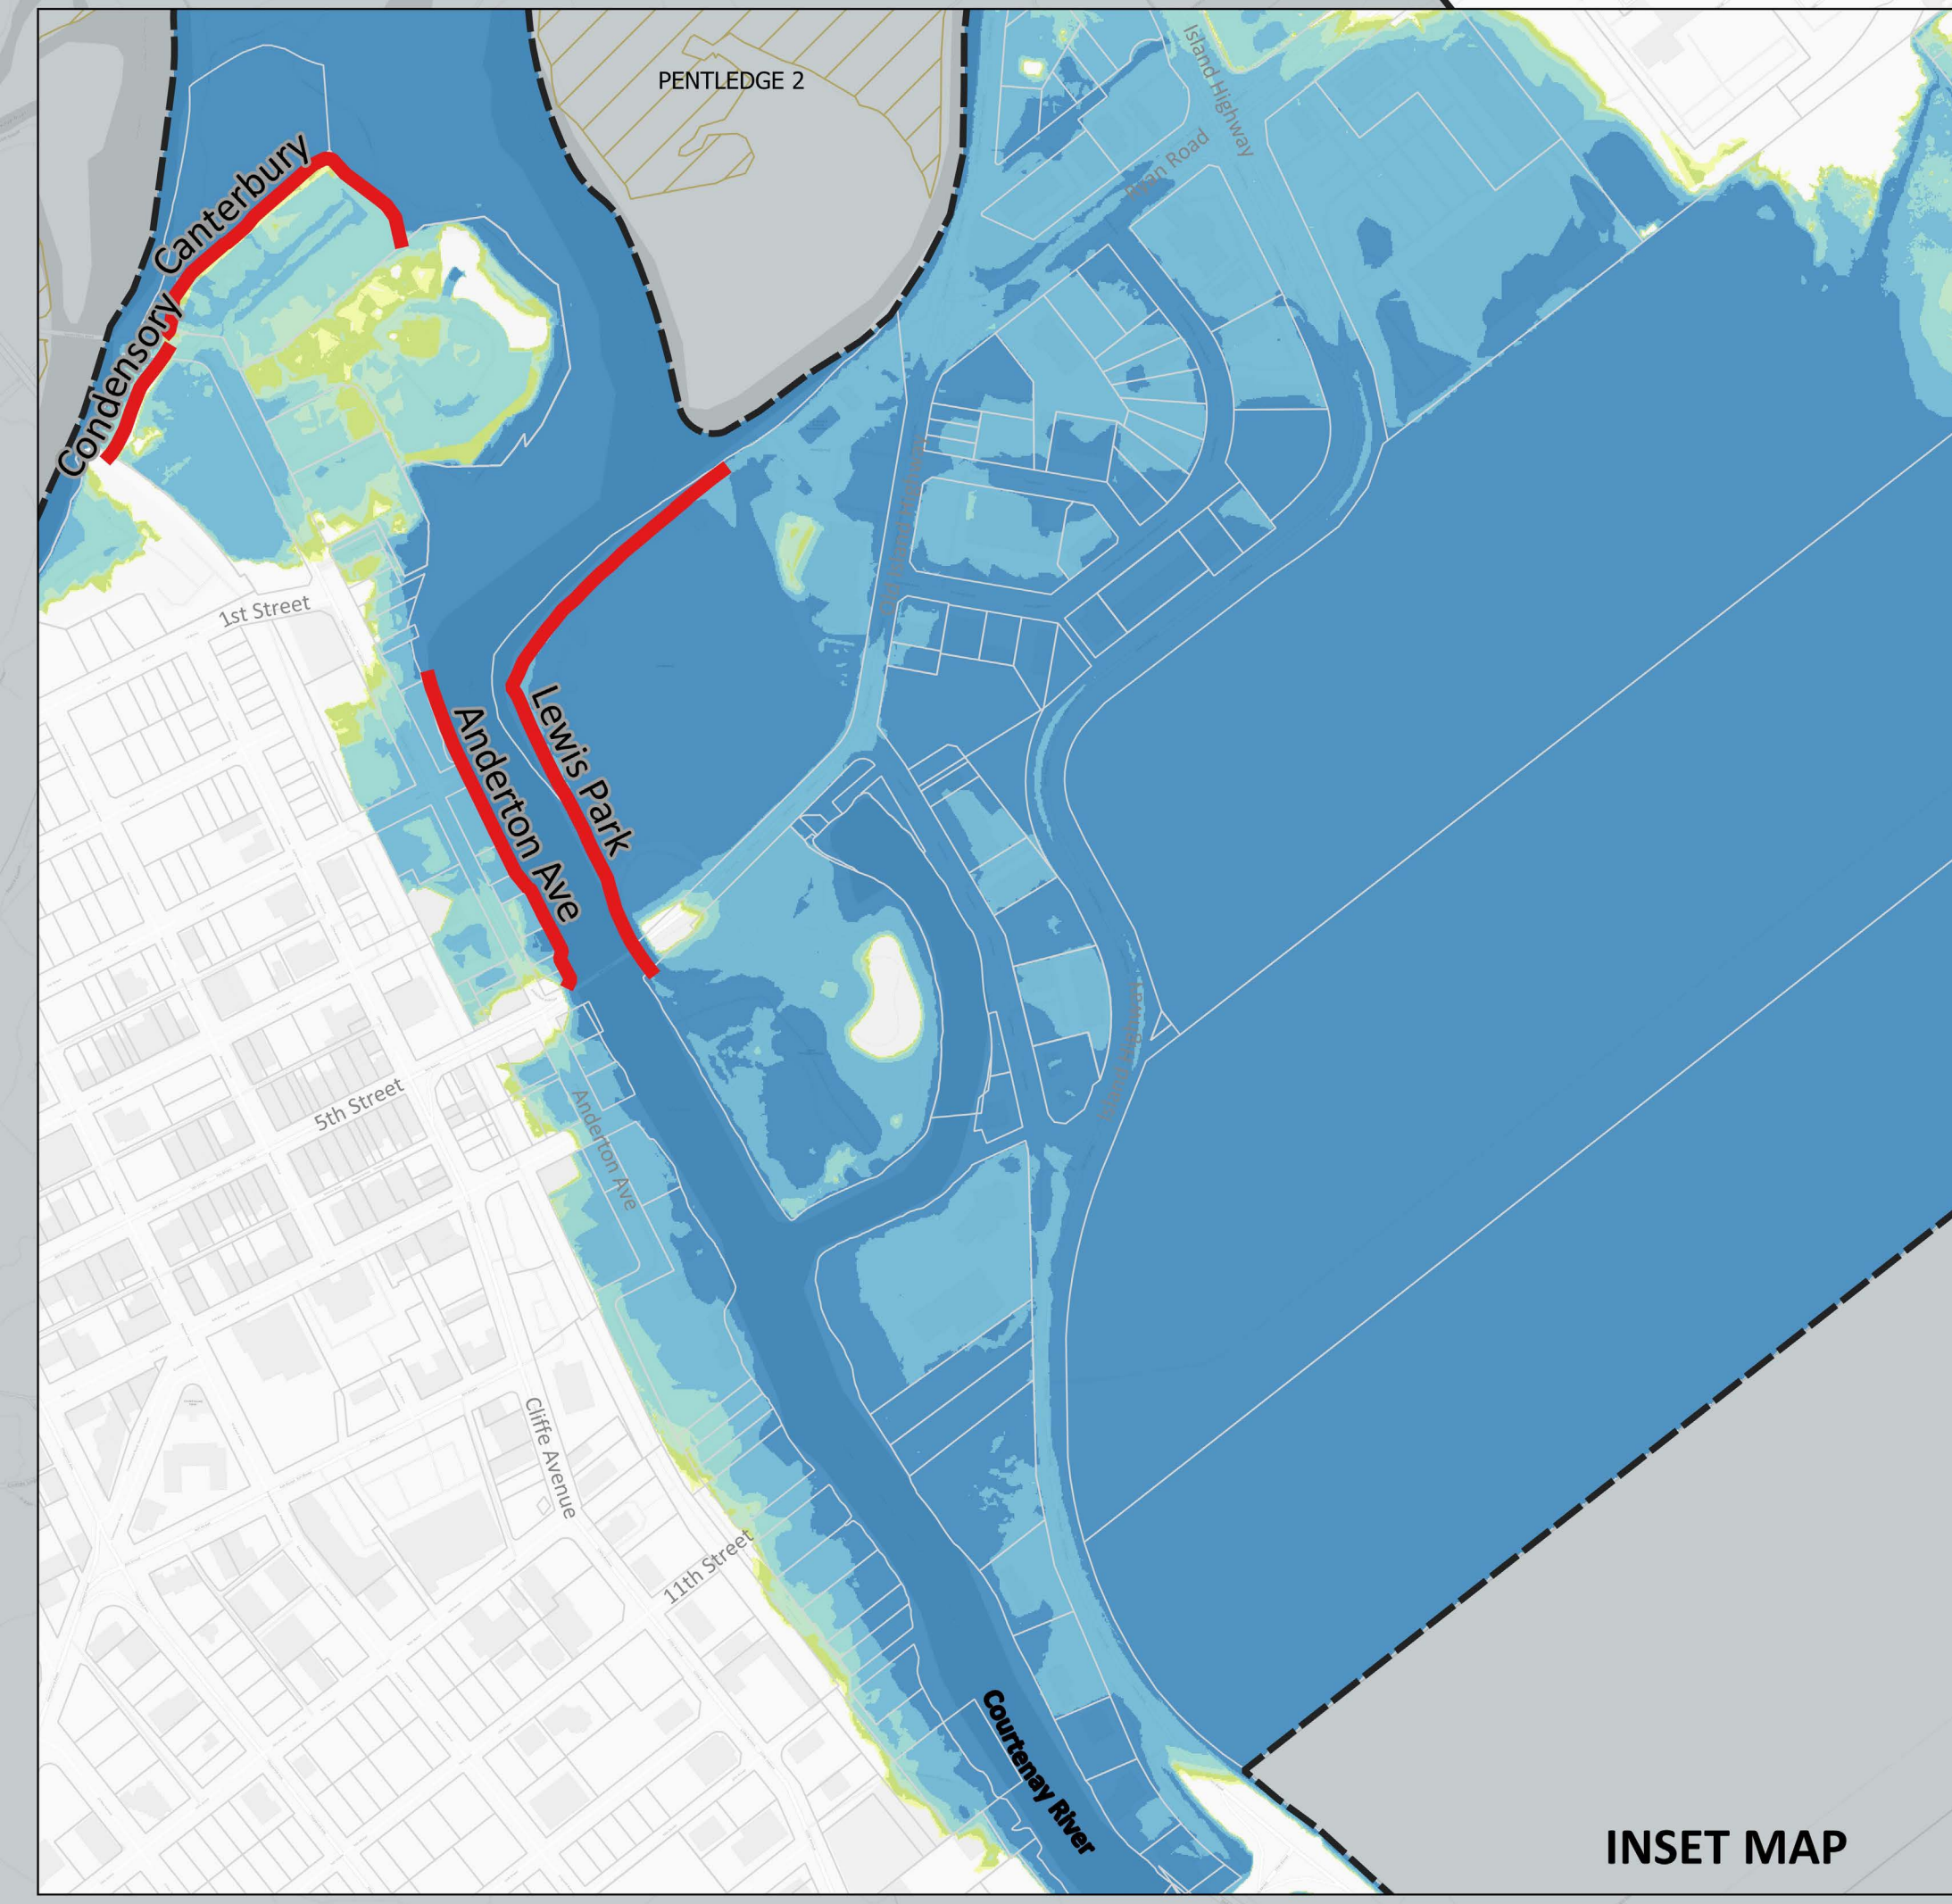 PENTLEDGE 2
Island Highway
Ryan Road
Canterbury
Condensory
Old Island Highway
1st Street
Lewis Park
Anderton Ave
Island Highway
5th Street
Anderton Ave
Cliffe Avenue
11th Street
Courtenay River
INSET MAP